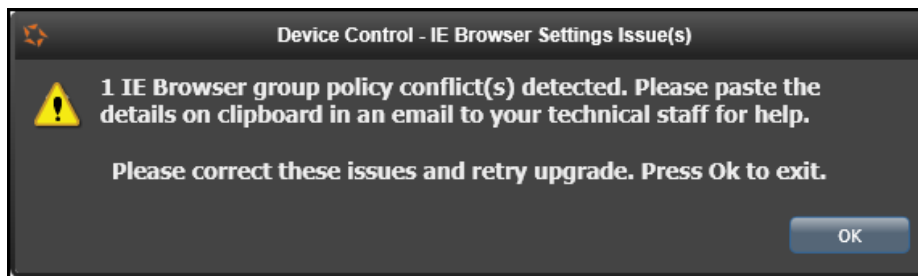 Device Control - IE Browser Settings Issue(s)
1 IE Browser group policy conflict(s) detected. Please paste the
details on clipboard in an email to your technical staff for help.
Please correct these issues and retry upgrade. Press Ok to exit.
OK